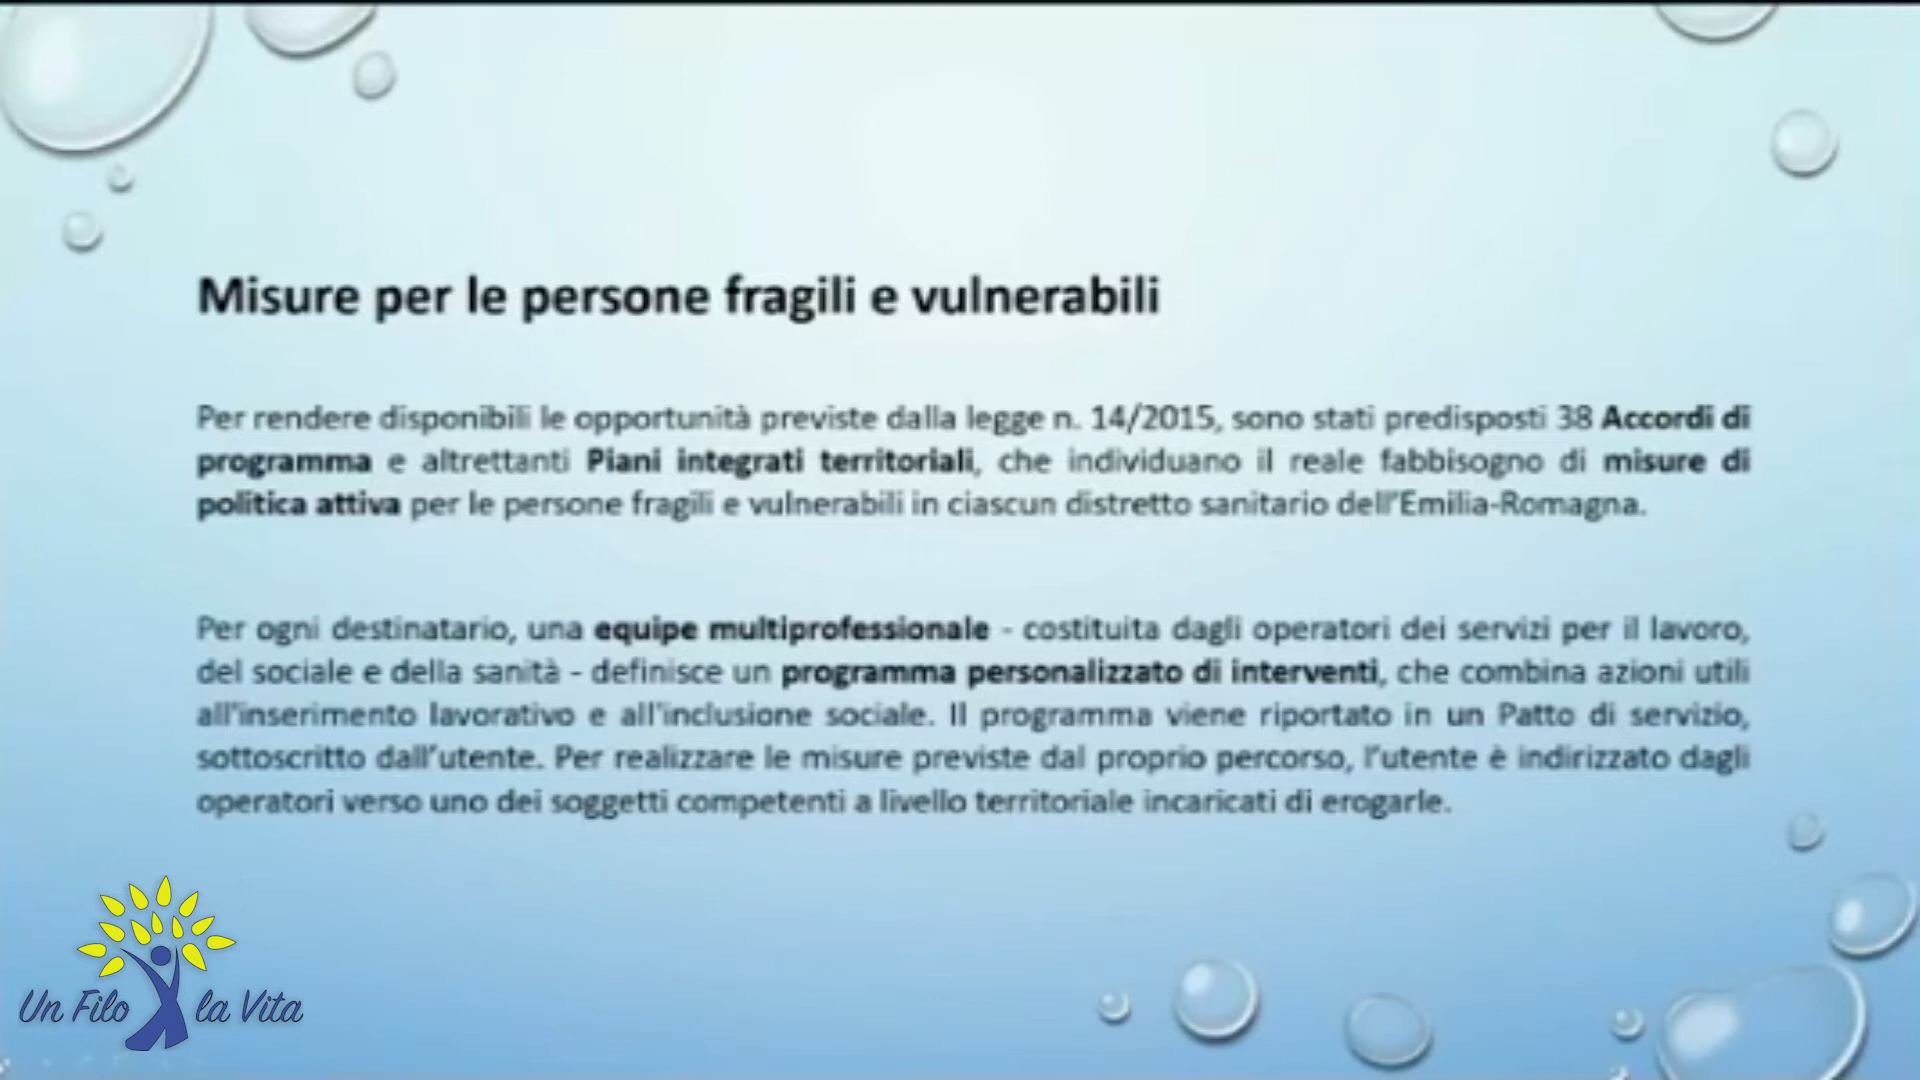 Misure per le persone fragili e vulnerabili
Per rendere disponibili le opportunità previste dalla legge n. 14/2015, sono stati predisposti 38 Accordi di
programma e altrettanti Piani integrati territoriali, che individuano il reale fabbisogno di misure di
politica attiva per le persone fragili e vulnerabili in ciascun distretto sanitario dell’Emilia-Romagna.
Per ogni destinatario, una equipe multiprofessionale - costituita dagli operatori dei servizi per il lavoro,
del sociale e della sanità - definisce un programma personalizzato di interventi, che combina azioni utili
all'inserimento lavorativo e all'inclusione sociale. Il programma viene riportato in un Patto di servizio,
sottoscritto dall’utente. Per realizzare le misure previste dal proprio percorso, l’utente è indirizzato dagli
operatori verso uno dei soggetti competenti a livello territoriale incaricati di erogarle.
Un Filo la Vita